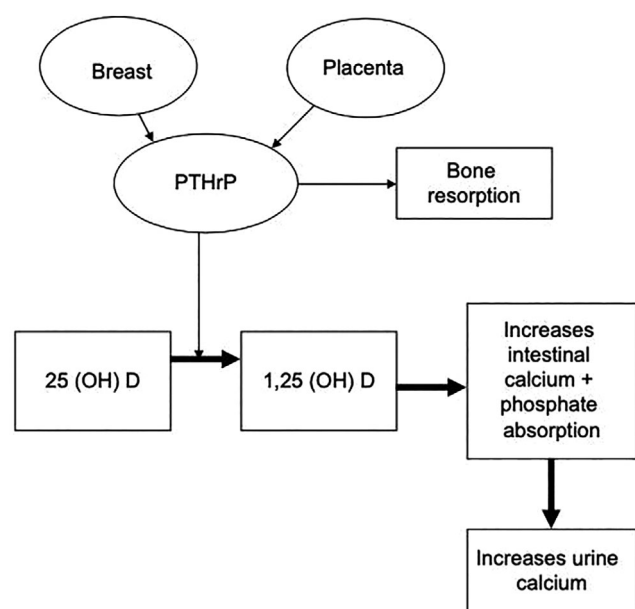 Breast
Placenta
PTHrP
Bone
resorption
25 (OH) D
1,25 (OH) D
Increases
intestinal
calcium +
phosphate
absorption
Increases urine
calcium